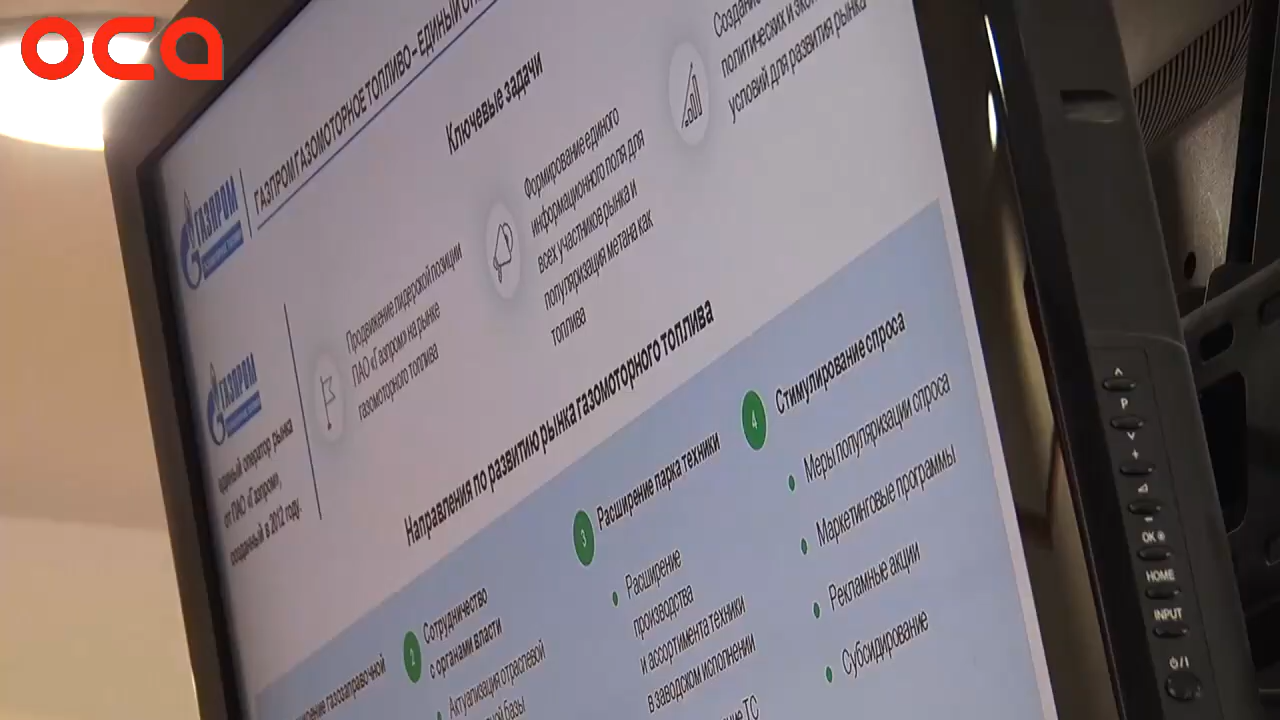 оса
ГАЗПРОМ
ГАЗПРОМ ГАЗОМОТОРНОЕ ТОПЛИВО – ЕДИНЫЙ
Ключевые задачи
ГАЗПРОМ
единый оператор рынка
от ПАО «Газпром»,
созданный в 2012 году.
Продвижение лидерской позиции
ПАО «Газпром» на рынке
газомоторного топлива
Формирование единого
информационного поля для
всех участников рынка и
популяризация метана как
топлива
политических и
условий для развития рынка
Направления по развитию рынка газомоторного топлива
газозаправочной
2
Сотрудничество
с органами власти
Актуализация отраслевой
базы
3
Расширение парка техники
Расширение
производства
и ассортимента техники
в заводском исполнении
ТС
4
Стимулирование спроса
Меры популяризации спроса
Маркетинговые программы
Рекламные акции
Субсидирование
P
OK
HOME
INPUT